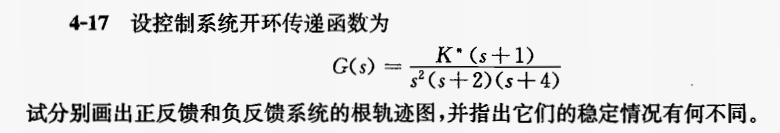 4-17 设控制系统开环传递函数为
G(s) = K*(s+1) / s²(s+2)(s+4)
试分别画出正反馈和负反馈系统的根轨迹图,并指出它们的稳定情况有何不同。